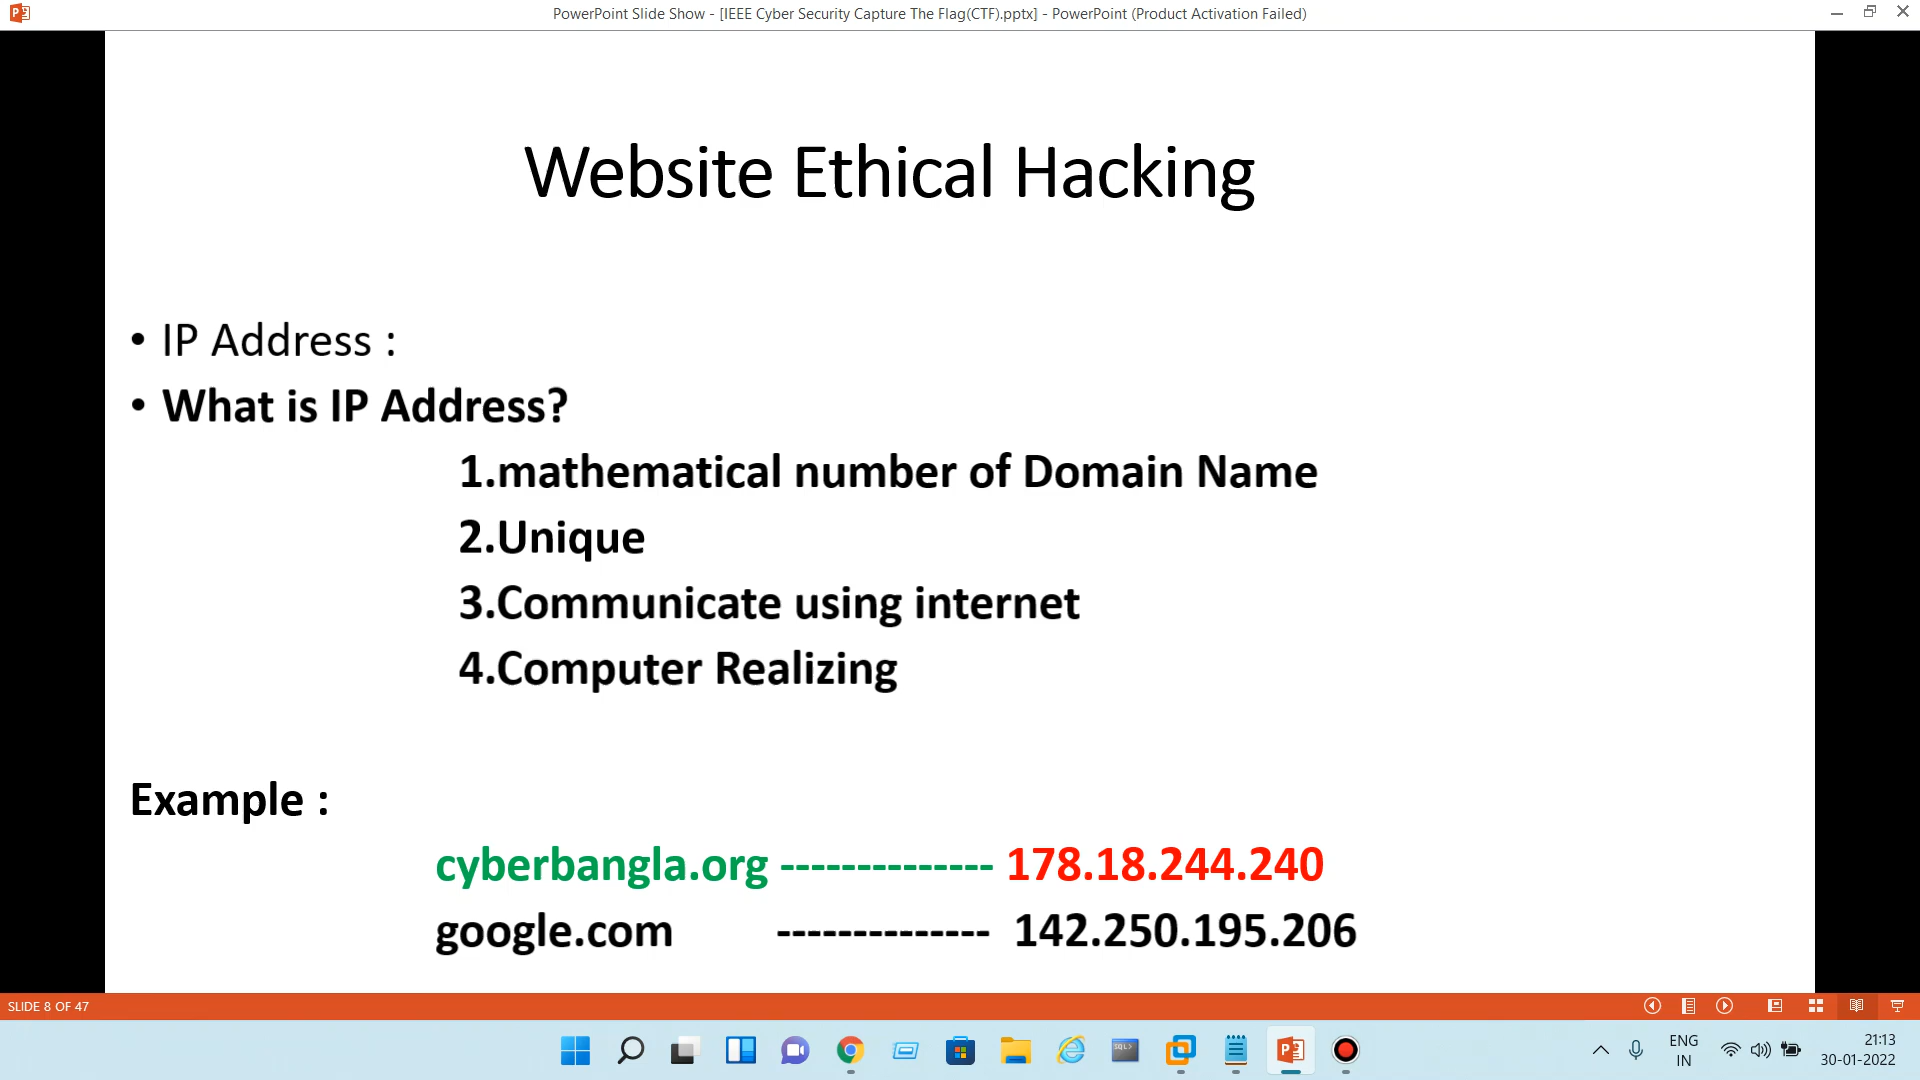 PowerPoint Slide Show - [IEEE Cyber Security Capture The Flag(CTF).pptx] - PowerPoint (Product Activation Failed)
Website Ethical Hacking
• IP Address :
• What is IP Address?
1.mathematical number of Domain Name
2.Unique
3.Communicate using internet
4.Computer Realizing
Example :
cyberbangla.org -------------- 178.18.244.240
google.com -------------- 142.250.195.206
SLIDE 8 OF 47
ENG
IN
21:13
30-01-2022